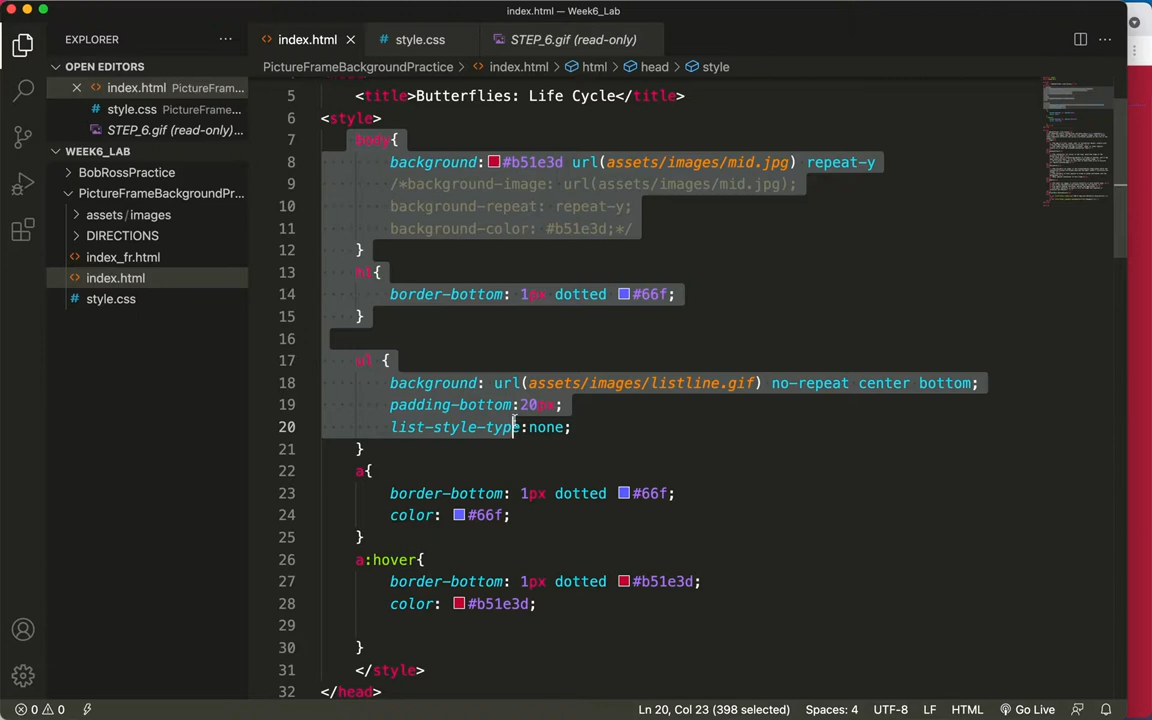 index.html — Week6_Lab
EXPLORER
index.html
style.css
STEP_6.gif (read-only)
OPEN EDITORS
PictureFrameBackgroundPractice > index.html > html > head > style
index.html PictureFrame...
style.css PictureFrame...
STEP_6.gif (read-only)...
WEEK6_LAB
BobRossPractice
PictureFrameBackgroundPr...
assets / images
DIRECTIONS
index_fr.html
index.html
style.css
5 <title>Butterflies: Life Cycle</title>
6 <style>
7 body{
8 background: #b51e3d url(assets/images/mid.jpg) repeat-y
9 /*background-image: url(assets/images/mid.jpg);
10 background-repeat: repeat-y;
11 background-color: #b51e3d;*/
12 }
13 h1{
14 border-bottom: 1px dotted #66f;
15 }
16
17 ul {
18 background: url(assets/images/listline.gif) no-repeat center bottom;
19 padding-bottom:20px;
20 list-style-type:none;
21 }
22 a{
23 border-bottom: 1px dotted #66f;
24 color: #66f;
25 }
26 a:hover{
27 border-bottom: 1px dotted #b51e3d;
28 color: #b51e3d;
29
30 }
31 </style>
32 </head>
0 0 Ln 20, Col 23 (398 selected) Spaces: 4 UTF-8 LF HTML Go Live